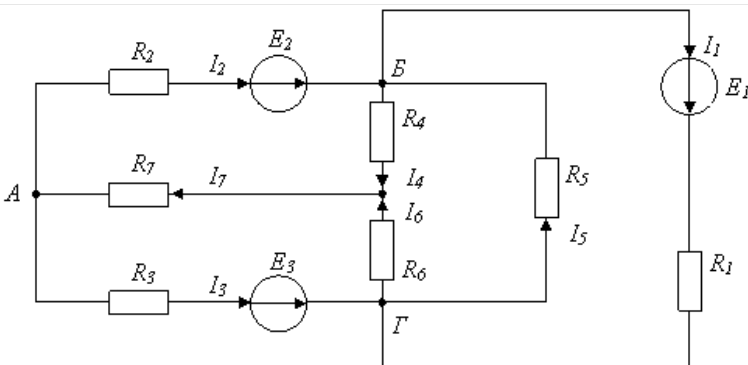 E₂ Б I₁
R₂ I₂
E₁
R₄
R₇ I₇ I₄ R₅
А
I₆
E₃ I₅
R₃ I₃ R₆ R₁
Г